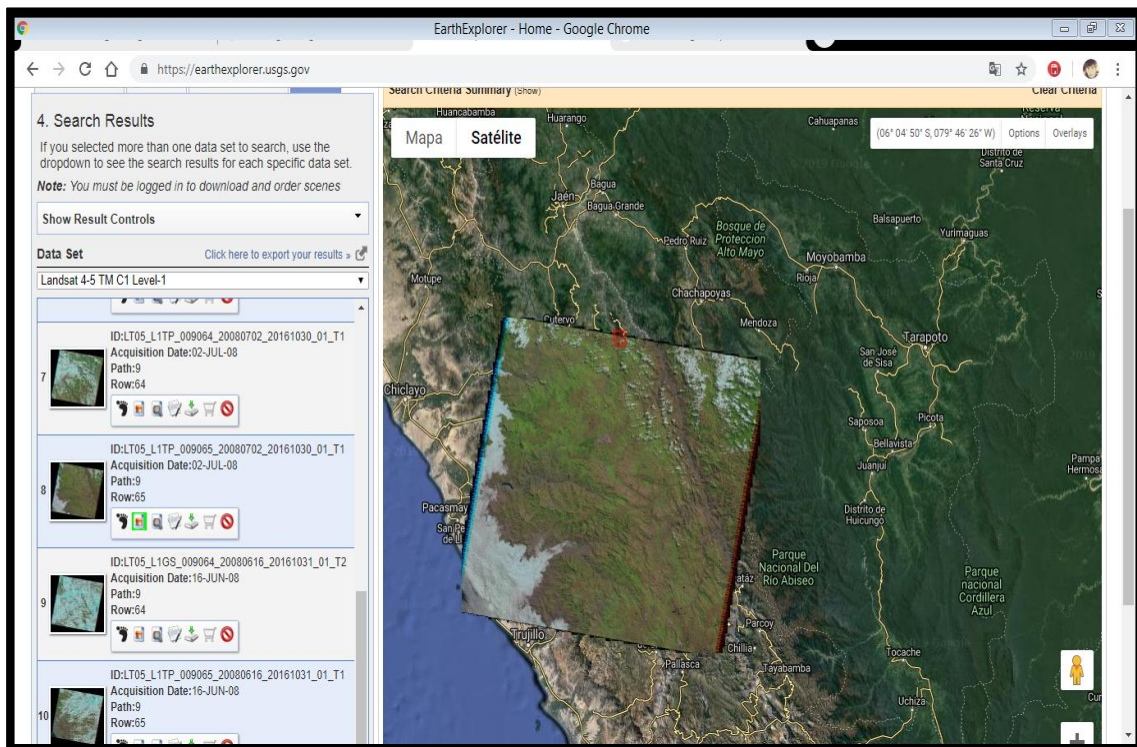 EarthExplorer - Home - Google Chrome
https://earthexplorer.usgs.gov
Search Criteria Summary (Show)
Clear Criteria
4. Search Results
If you selected more than one data set to search, use the
dropdown to see the search results for each specific data set.
Note: You must be logged in to download and order scenes
Show Result Controls
Data Set
Click here to export your results »
Landsat 4-5 TM C1 Level-1
7
ID:LT05_L1TP_009064_20080702_20161030_01_T1
Acquisition Date:02-JUL-08
Path:9
Row:64
8
ID:LT05_L1TP_009065_20080702_20161030_01_T1
Acquisition Date:02-JUL-08
Path:9
Row:65
9
ID:LT05_L1GS_009064_20080616_20161031_01_T2
Acquisition Date:16-JUN-08
Path:9
Row:64
10
ID:LT05_L1TP_009065_20080616_20161031_01_T1
Acquisition Date:16-JUN-08
Path:9
Row:65
Mapa
Satélite
(06° 04' 50" S, 079° 46' 26" W)
Options
Overlays
Huancabamba
Huarango
Cahuapanas
Distrito de
Santa Cruz
Bagua
Jaén
Bagua Grande
Balsapuerto
Yurimaguas
Bosque de
Protección
Alto Mayo
Pedro Ruiz
Moyobamba
Rioja
Motupe
Chachapoyas
Cutervo
Mendoza
Tarapoto
San José
de Sisa
Chiclayo
Saposoa
Picota
Bellavista
Juanjuí
Pampa
Hermosa
Pacasmay
San Pe
de Ll
Distrito de
Huicungo
Parque
Nacional Del
Río Abiseo
Parque
nacional
Cordillera
Azul
ataz
Parcoy
Trujillo
Chillia
Pallasca
Tayabamba
Tocache
Uchiza